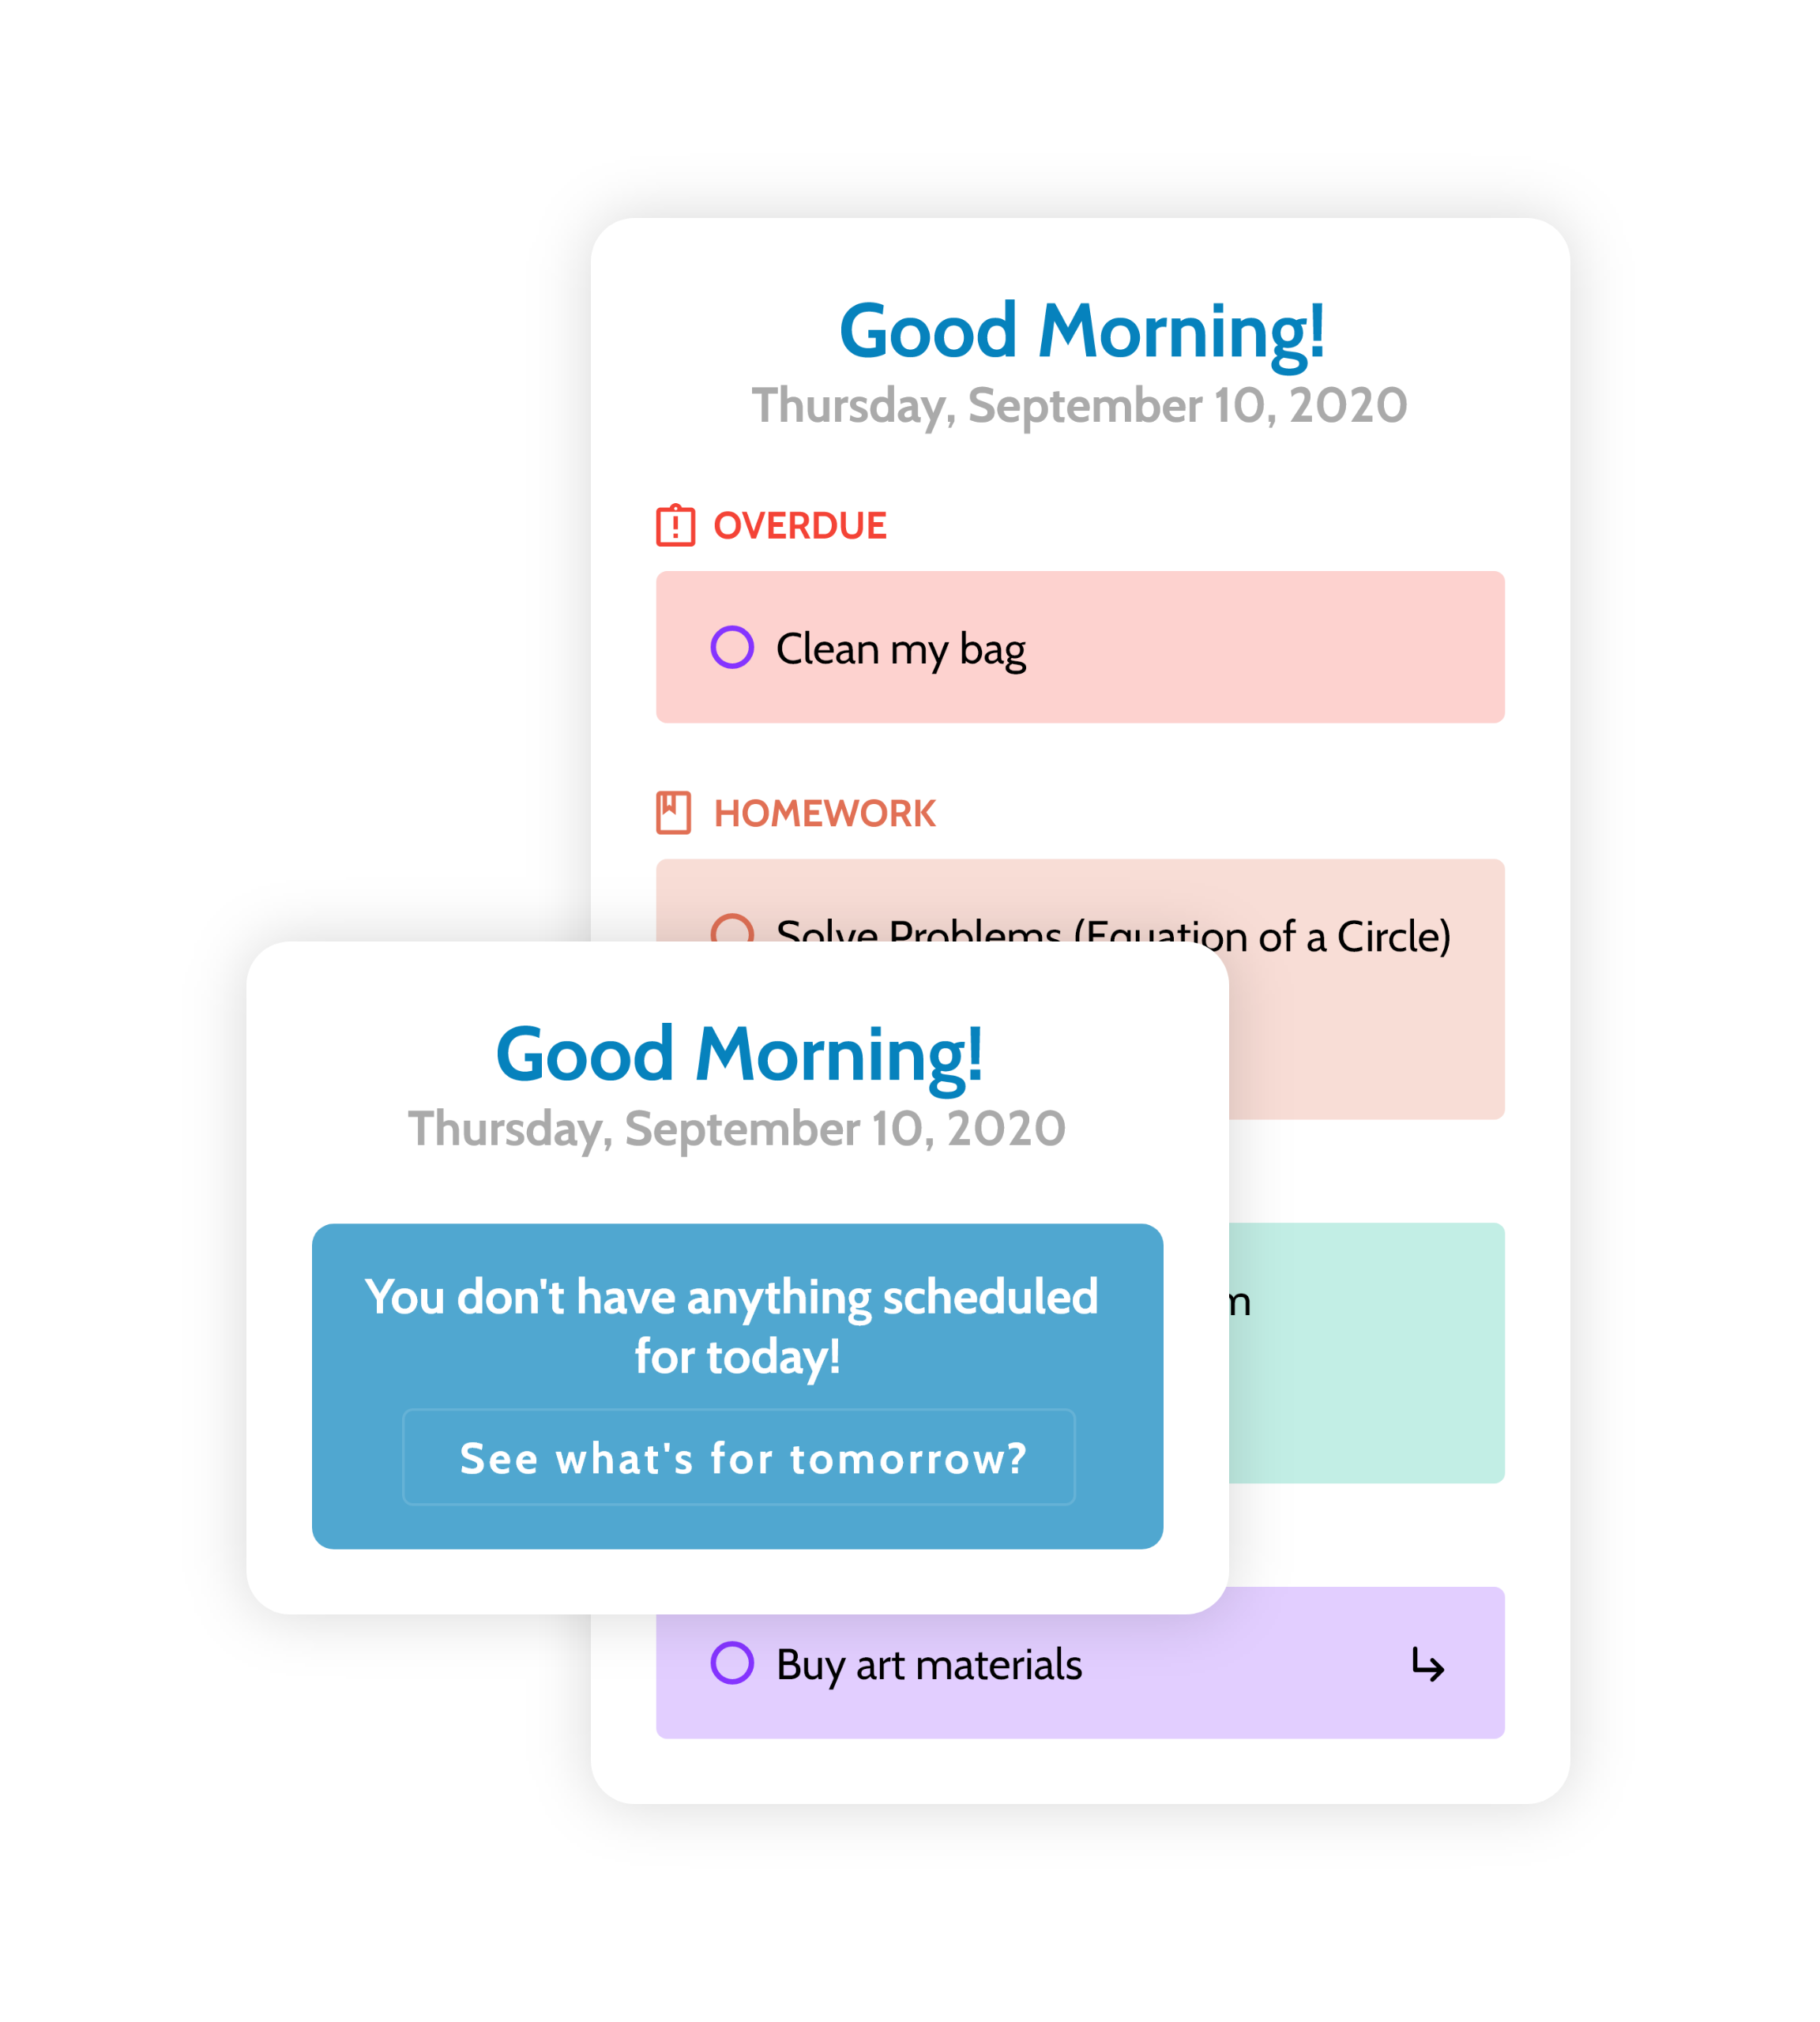 Good Morning!
Thursday, September 10, 2020
OVERDUE
Clean my bag
HOMEWORK
Solve Problems (Equation of a Circle)
Buy art materials
Good Morning!
Thursday, September 10, 2020
You don't have anything scheduled
for today!
See what's for tomorrow?